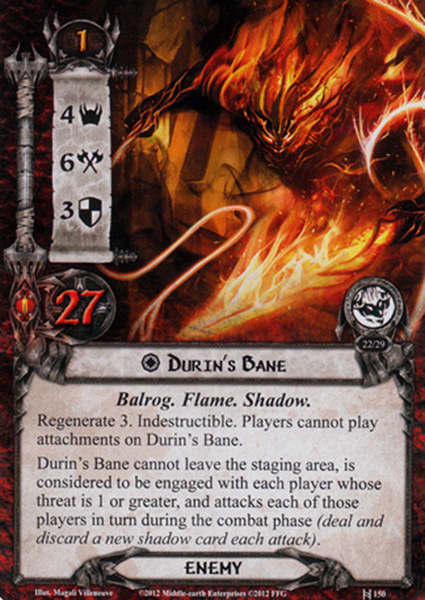 1
4
6
3
27
22/29
Durin's Bane
Balrog. Flame. Shadow.
Regenerate 3. Indestructible. Players cannot play
attachments on Durin's Bane.
Durin's Bane cannot leave the staging area, is
considered to be engaged with each player whose
threat is 1 or greater, and attacks each of those
players in turn during the combat phase (deal and
discard a new shadow card each attack).
Enemy
Illus. Magali Villeneuve ©2012 Middle-earth Enterprises ©2012 FFG 150